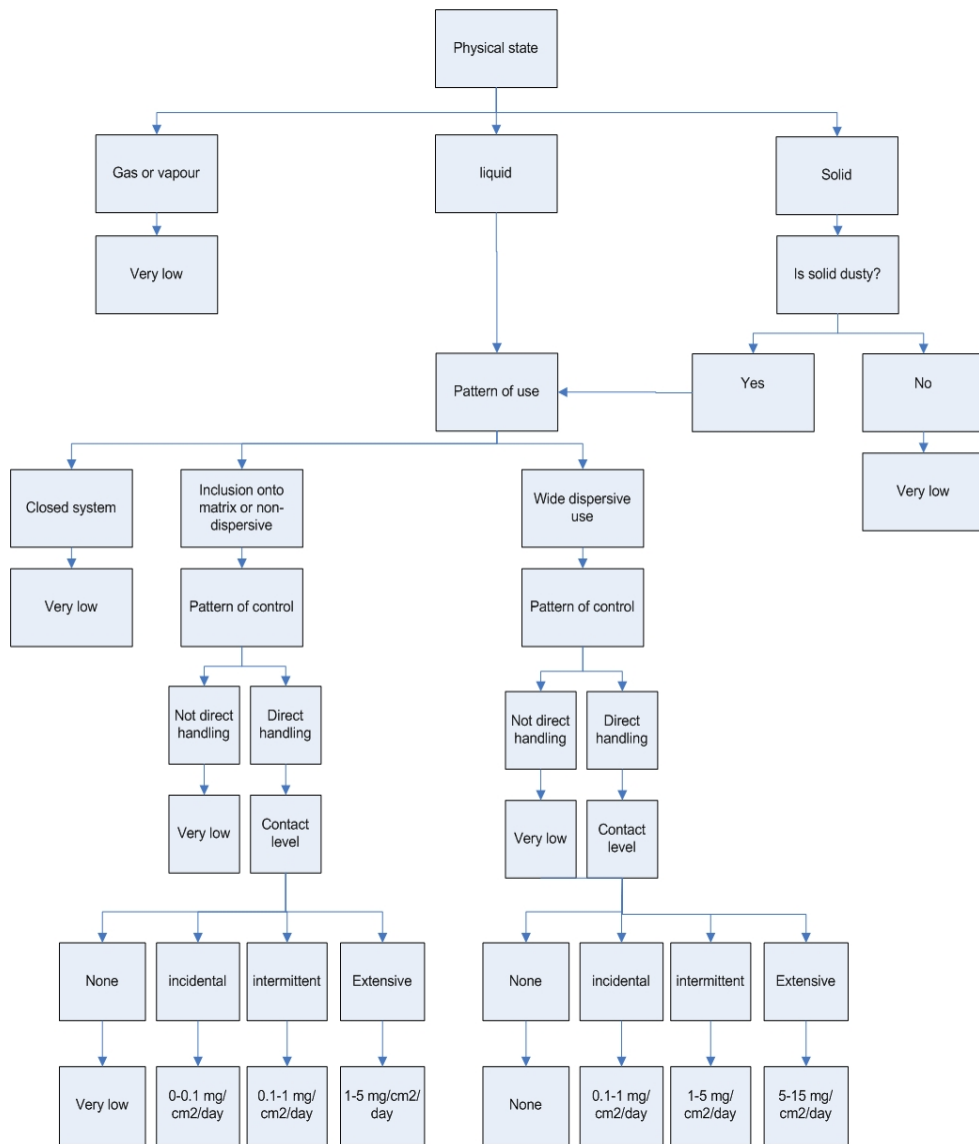 Physical state
Gas or vapour
liquid
Solid
Very low
Is solid dusty?
Pattern of use
Yes
No
Very low
Closed system
Inclusion onto
matrix or non-
dispersive
Wide dispersive
use
Very low
Pattern of control
Pattern of control
Not direct
handling
Direct
handling
Not direct
handling
Direct
handling
Very low
Contact
level
Very low
Contact
level
None
incidental
intermittent
Extensive
None
incidental
intermittent
Extensive
Very low
0-0.1 mg/
cm2/day
0.1-1 mg/
cm2/day
1-5 mg/cm2/
day
None
0.1-1 mg/
cm2/day
1-5 mg/
cm2/day
5-15 mg/
cm2/day